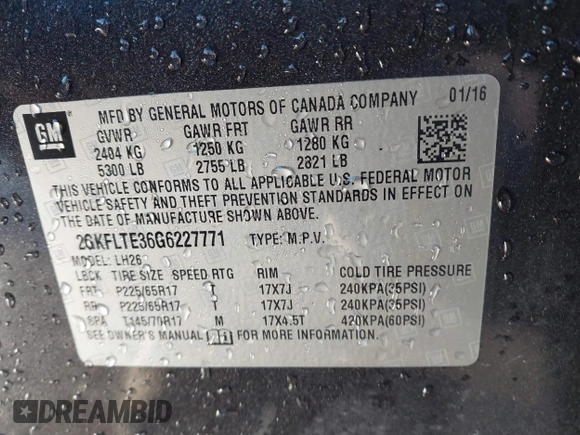 GM
MFD BY GENERAL MOTORS OF CANADA COMPANY 01/16
GVWR GAWR FRT GAWR RR
2404 KG 1250 KG 1280 KG
5300 LB 2755 LB 2821 LB
THIS VEHICLE CONFORMS TO ALL APPLICABLE U.S. FEDERAL MOTOR
VEHICLE SAFETY AND THEFT PREVENTION STANDARDS IN EFFECT ON
THE DATE OF MANUFACTURE SHOWN ABOVE.
2GKFLTE36G6227771 TYPE: M.P.V.
MODEL: LH26
LBCK TIRE SIZE SPEED RTG RIM COLD TIRE PRESSURE
FRT P225/65R17 T 17X7J 240KPA(35PSI)
RR P225/65R17 T 17X7J 240KPA(35PSI)
SPA T145/70R17 M 17X4.5T 420KPA(60PSI)
SEE OWNER'S MANUAL
DREAMBID